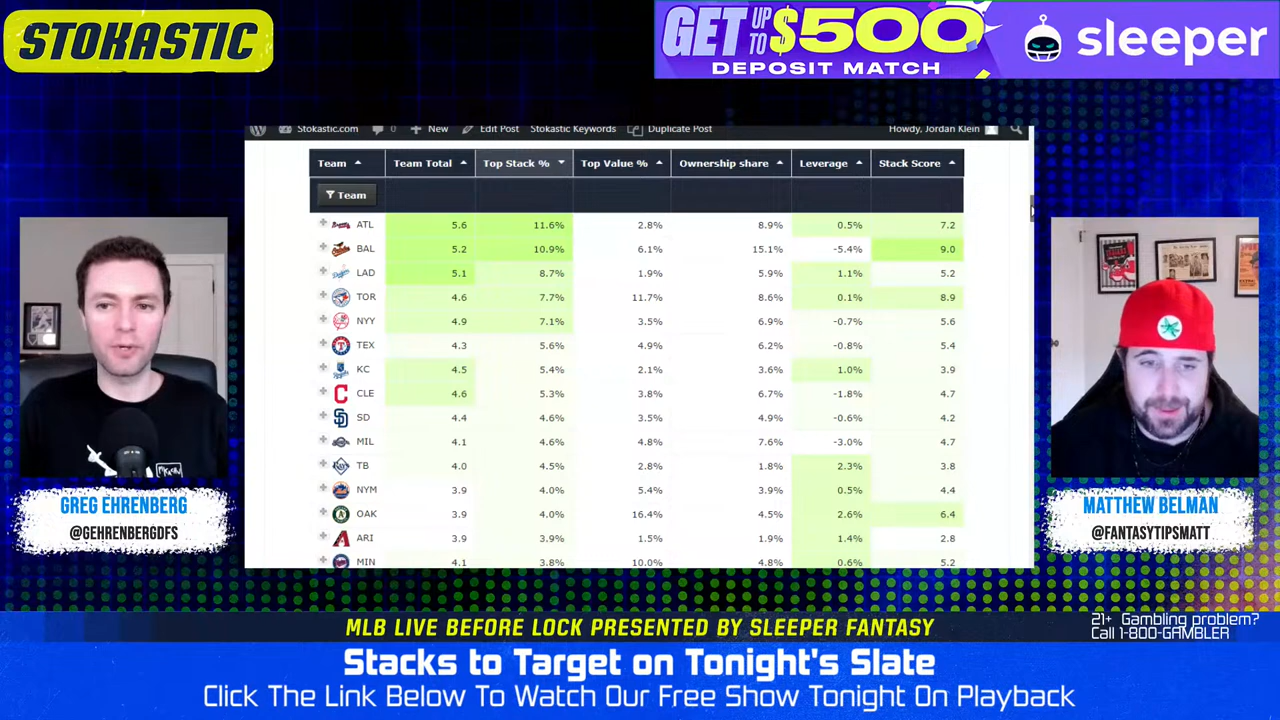 STOKASTIC
GET UP TO $500
DEPOSIT MATCH
sleeper
Stokastic.com 0 New Edit Post Stokastic Keywords Duplicate Post Howdy, Jordan Klein
Team Team Total Top Stack % Top Value % Ownership share Leverage Stack Score
Team
ATL 5.6 11.6% 2.8% 8.9% 0.5% 7.2
BAL 5.2 10.9% 6.1% 15.1% -5.4% 9.0
LAD 5.1 8.7% 1.9% 5.9% 1.1% 5.2
TOR 4.6 7.7% 11.7% 8.6% 0.1% 8.9
NYY 4.9 7.1% 3.5% 6.9% -0.7% 5.6
TEX 4.3 5.6% 4.9% 6.2% -0.8% 5.4
KC 4.5 5.4% 2.1% 3.6% 1.0% 3.9
CLE 4.6 5.3% 3.8% 6.7% -1.8% 4.7
SD 4.4 4.6% 3.5% 4.9% -0.6% 4.2
MIL 4.1 4.6% 4.8% 7.6% -3.0% 4.7
TB 4.0 4.5% 2.8% 1.8% 2.3% 3.8
NYM 3.9 4.0% 5.4% 3.9% 0.5% 4.4
OAK 3.9 4.0% 16.4% 4.5% 2.6% 6.4
ARI 3.9 3.9% 1.5% 1.9% 1.4% 2.8
MIN 4.1 3.8% 10.0% 4.8% 0.6% 5.2
GREG EHRENBERG
@GEHRENBERGDFS
MATTHEW BELMAN
@FANTASYTIPSMATT
MLB LIVE BEFORE LOCK PRESENTED BY SLEEPER FANTASY
21+ Gambling problem?
Call 1-800-GAMBLER
Stacks to Target on Tonight's Slate
Click The Link Below To Watch Our Free Show Tonight On Playback